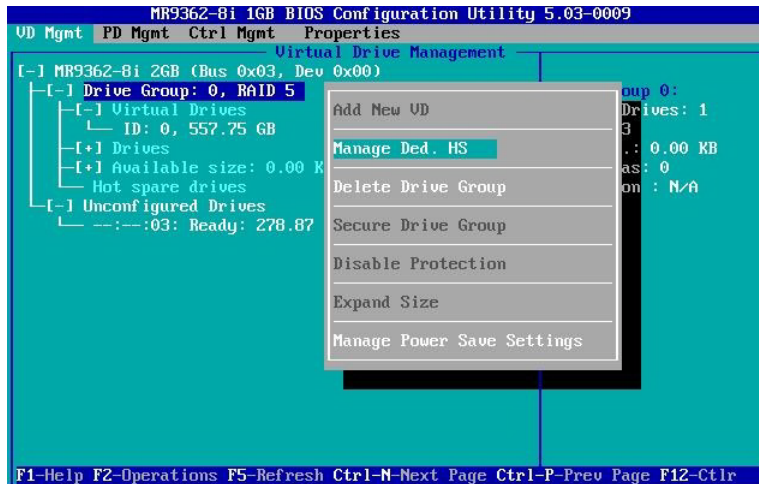 MR9362-8i 1GB BIOS Configuration Utility 5.03-0009
VD Mgmt PD Mgmt Ctrl Mgmt Properties
Virtual Drive Management
[-] MR9362-8i 2GB (Bus 0x03, Dev 0x00)
[-] Drive Group: 0, RAID 5
[-] Virtual Drives
ID: 0, 557.75 GB
[+] Drives
[+] Available size: 0.00 K
Hot spare drives
[-] Unconfigured Drives
--:--:03: Ready: 278.87
Add New VD
Manage Ded. HS
Delete Drive Group
Secure Drive Group
Disable Protection
Expand Size
Manage Power Save Settings
oup 0:
Drives: 1
3
.: 0.00 KB
as: 0
on : N/A
F1-Help F2-Operations F5-Refresh Ctrl-N-Next Page Ctrl-P-Prev Page F12-Ctlr